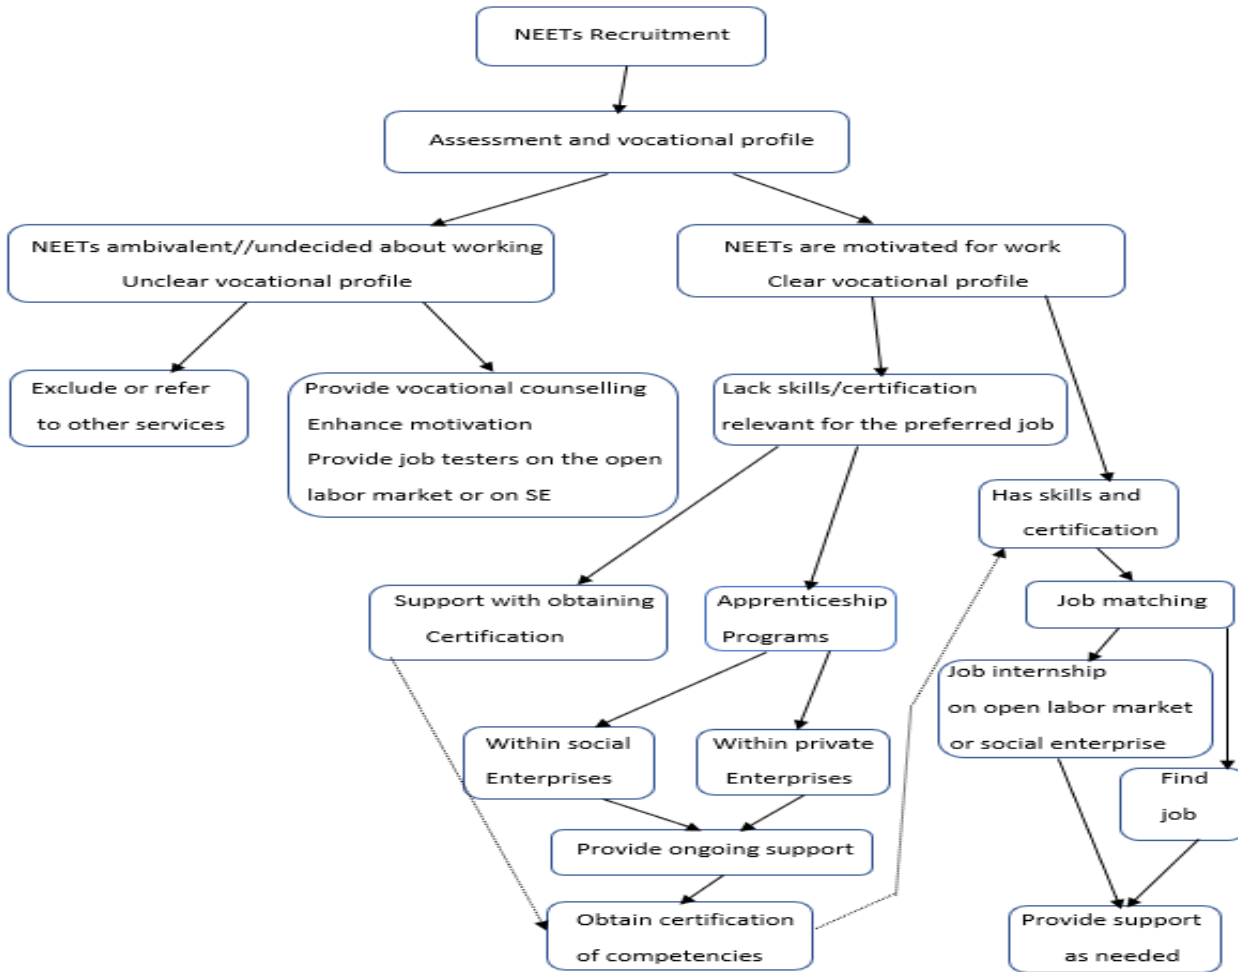 NEETs Recruitment
Assessment and vocational profile
NEETs ambivalent//undecided about working
Unclear vocational profile
NEETs are motivated for work
Clear vocational profile
Exclude or refer
to other services
Provide vocational counselling
Enhance motivation
Provide job testers on the open
labor market or on SE
Lack skills/certification
relevant for the preferred job
Has skills and
certification
Support with obtaining
Certification
Apprenticeship
Programs
Job matching
Job internship
on open labor market
or social enterprise
Within social
Enterprises
Within private
Enterprises
Find
job
Provide ongoing support
Obtain certification
of competencies
Provide support
as needed